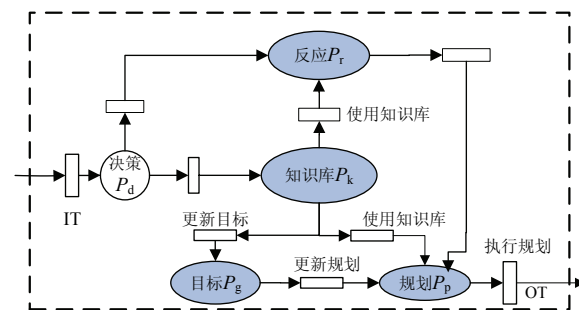 反应Pr
使用知识库
决策
Pd
知识库Pk
IT
更新目标
使用知识库
执行规划
更新规划
目标Pg
规划Pp
OT